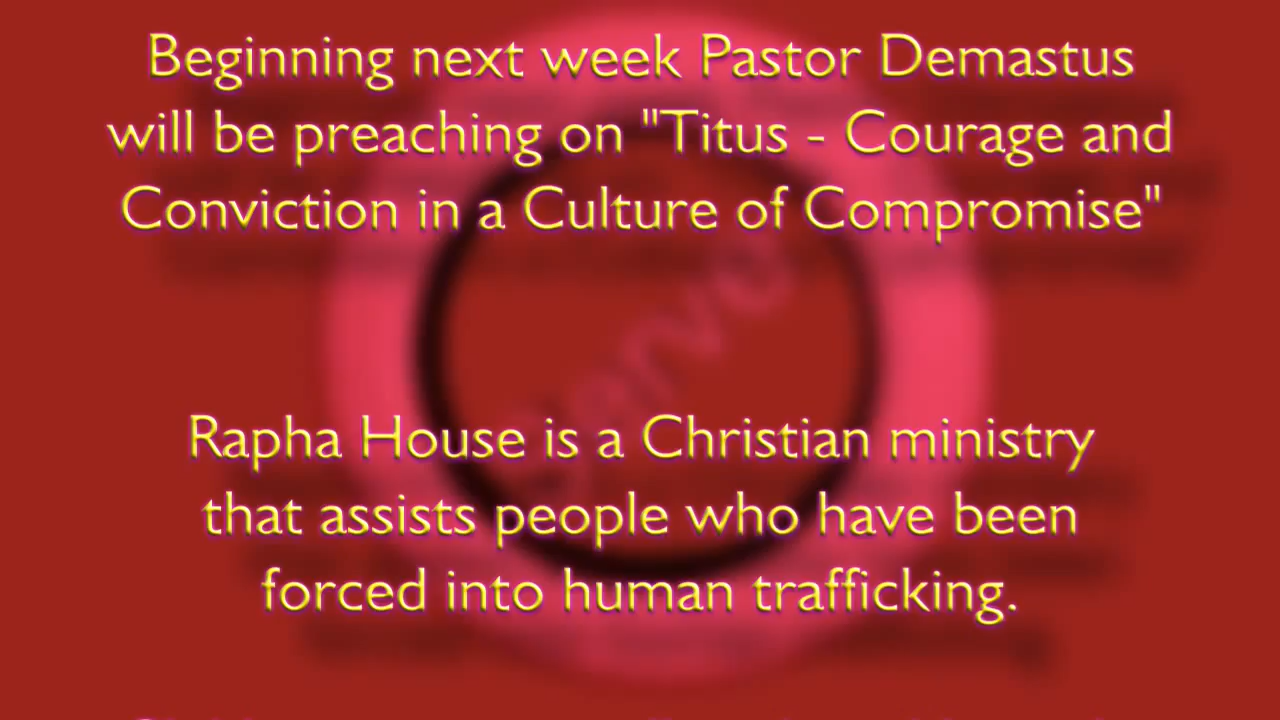 Beginning next week Pastor Demastus
will be preaching on "Titus - Courage and
Conviction in a Culture of Compromise"
serve
Rapha House is a Christian ministry
that assists people who have been
forced into human trafficking.